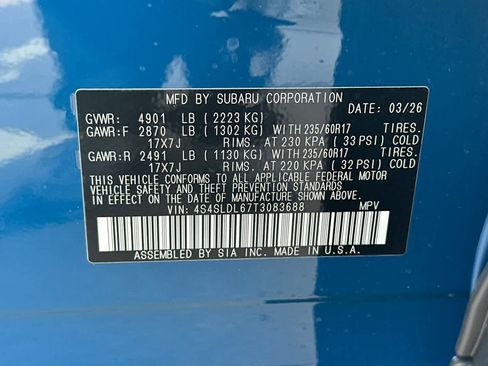 MFD BY SUBARU CORPORATION
GVWR: 4901 LB ( 2223 KG) DATE: 03/26
GAWR:F 2870 LB ( 1302 KG) WITH 235/60R17 TIRES.
17X7J RIMS. AT 230 KPA ( 33 PSI) COLD
GAWR:R 2491 LB ( 1130 KG) WITH 235/60R17 TIRES.
17X7J RIMS. AT 220 KPA ( 32 PSI) COLD
THIS VEHICLE CONFORMS TO ALL APPLICABLE FEDERAL MOTOR
VEHICLE SAFETY AND THEFT PREVENTION STANDARDS
IN EFFECT ON THE DATE OF MANUFACTURE SHOWN ABOVE.
VIN: 4S4SLDL67T3083688 MPV
ASSEMBLED BY SIA INC. MADE IN U.S.A.